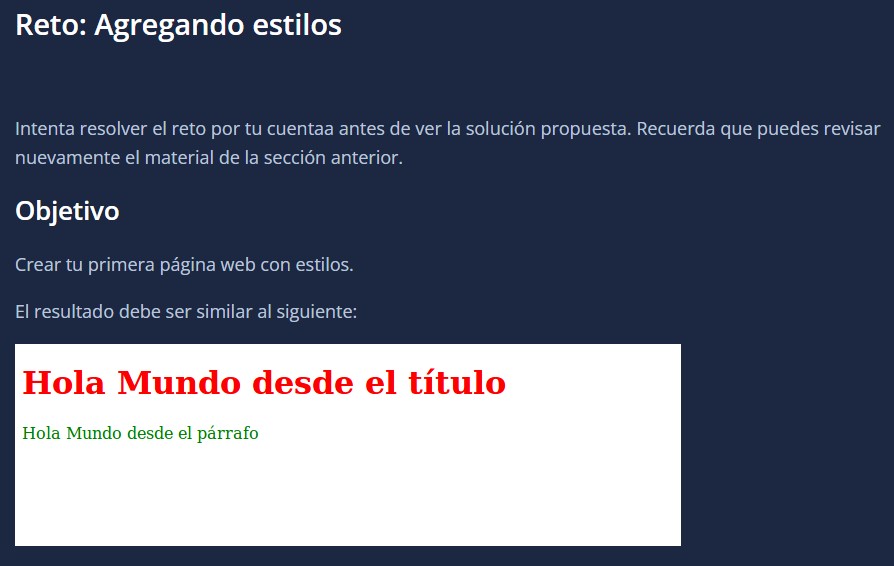 Reto: Agregando estilos
Intenta resolver el reto por tu cuentaa antes de ver la solución propuesta. Recuerda que puedes revisar
nuevamente el material de la sección anterior.
Objetivo
Crear tu primera página web con estilos.
El resultado debe ser similar al siguiente:
Hola Mundo desde el título
Hola Mundo desde el párrafo